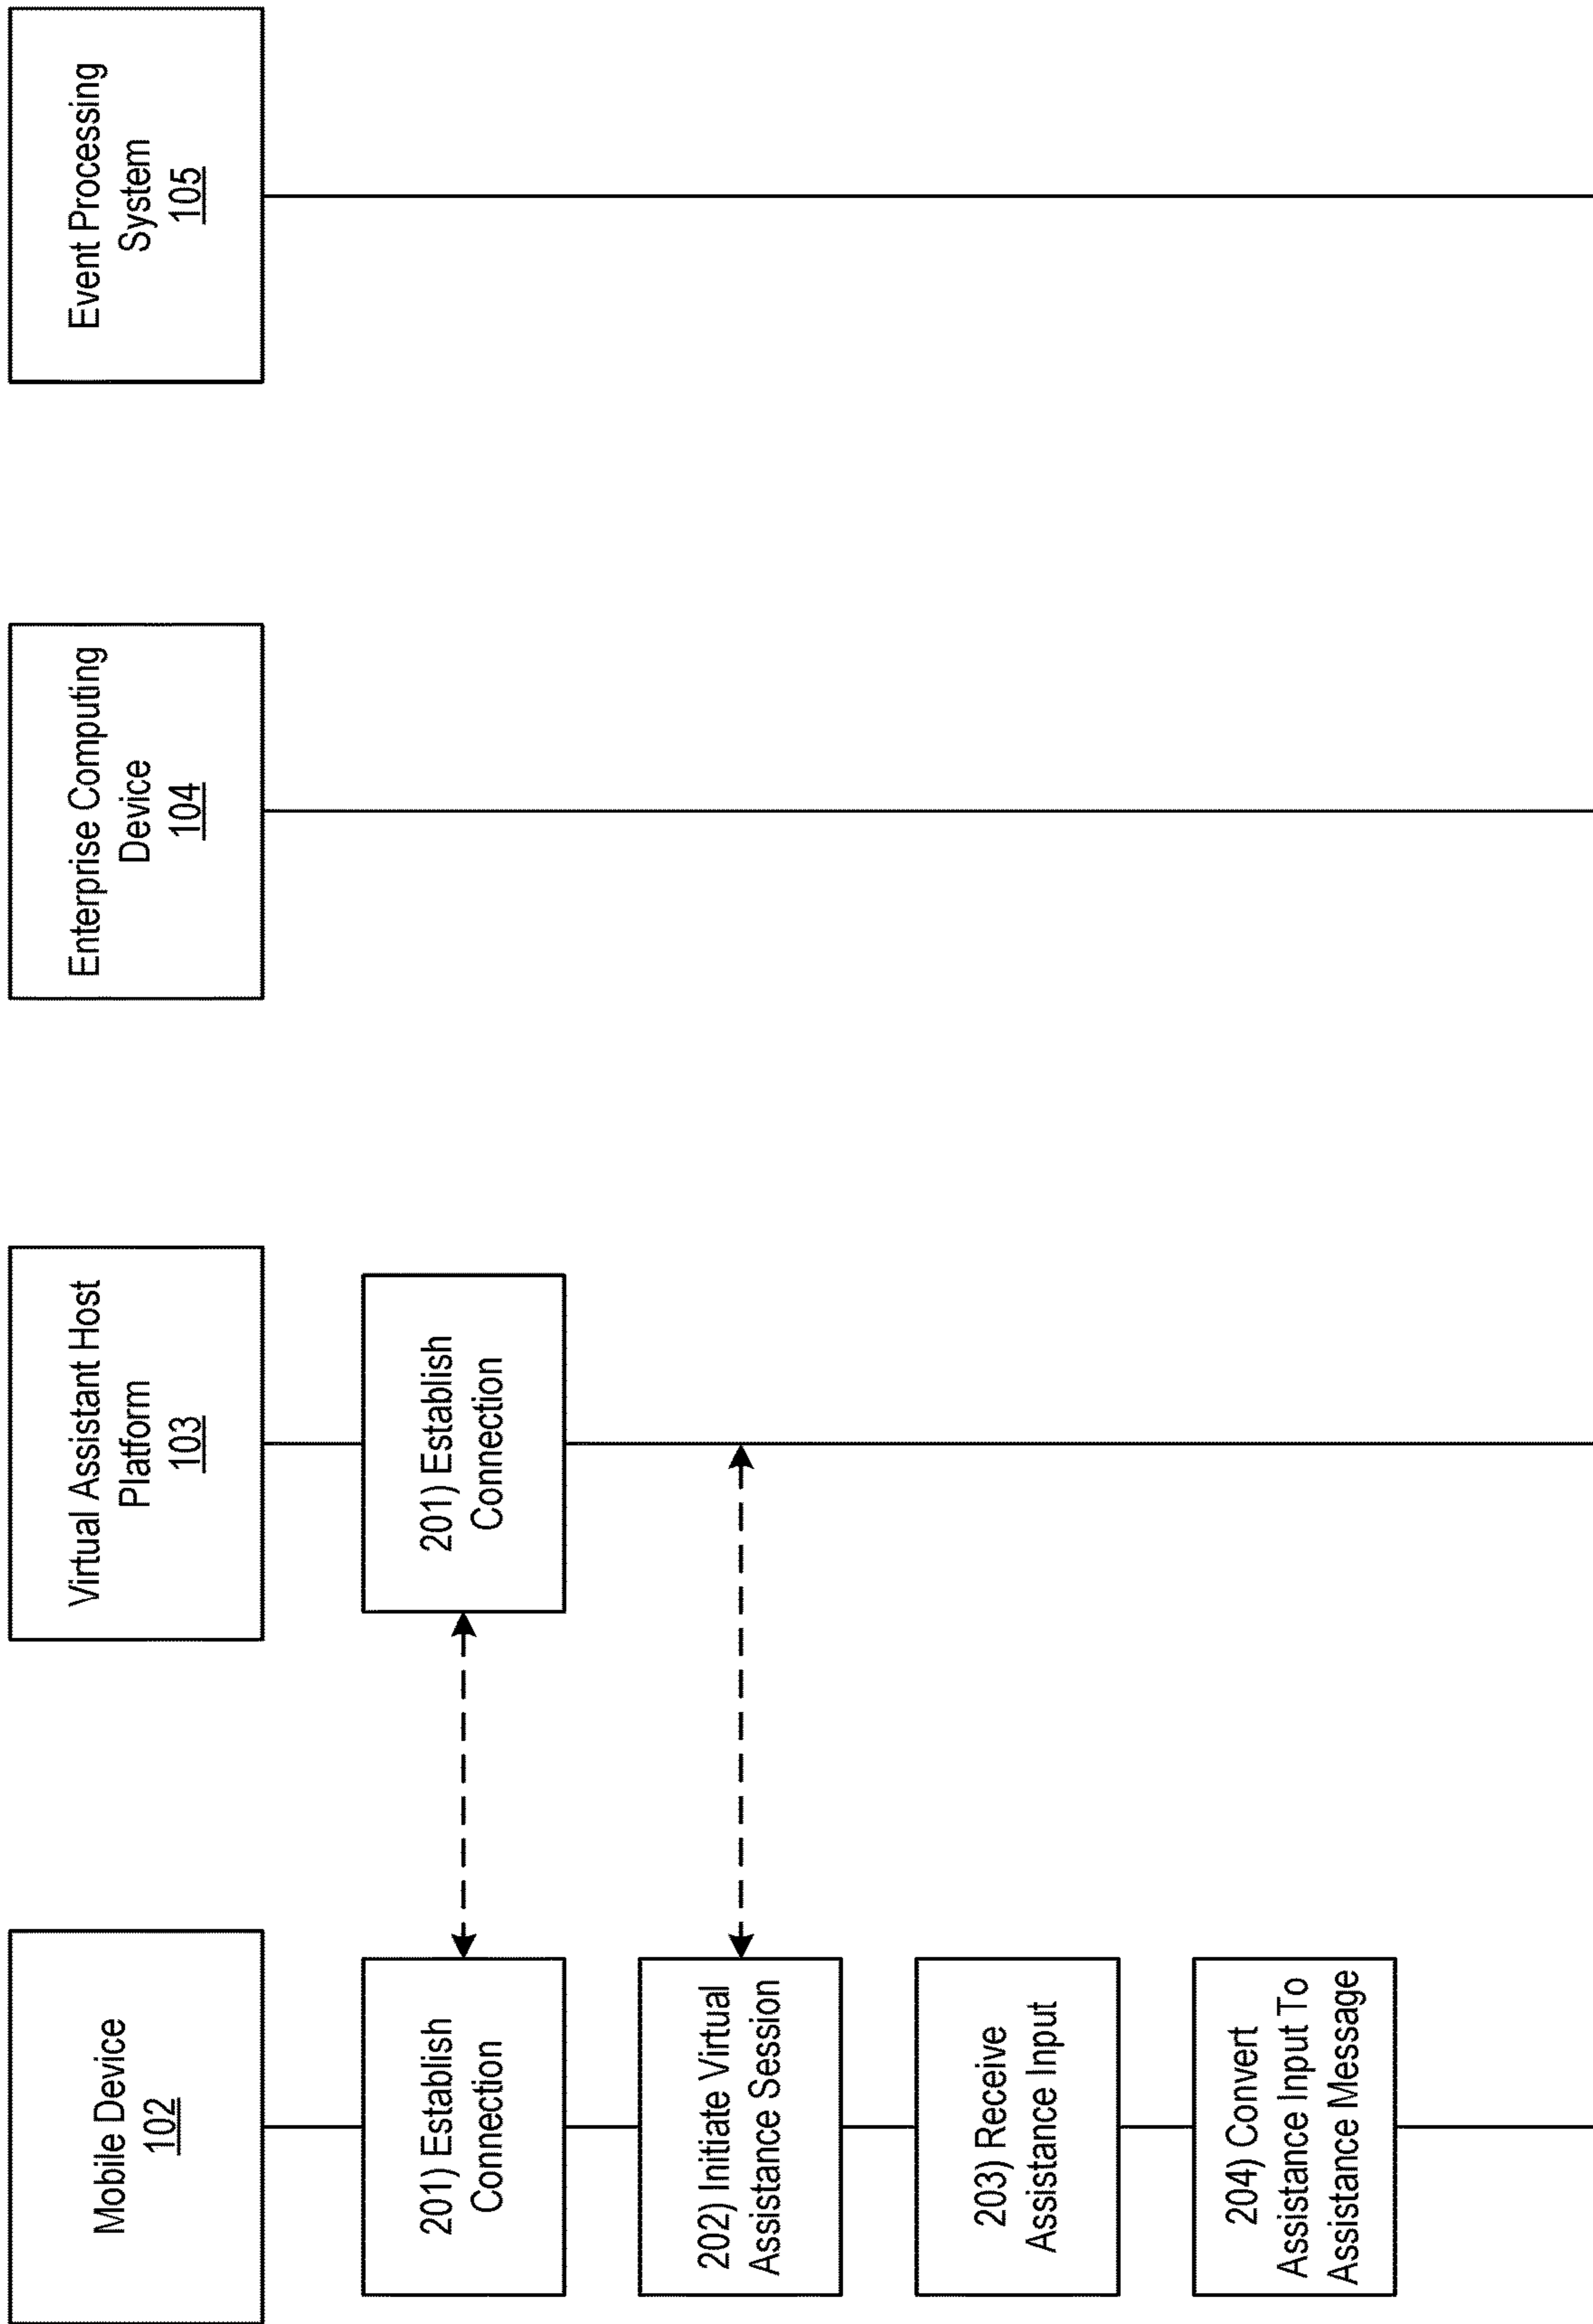 Mobile Device
102
Virtual Assistant Host
Platform
103
Enterprise Computing
Device
104
Event Processing
System
105
201) Establish
Connection
201) Establish
Connection
202) Initiate Virtual
Assistance Session
203) Receive
Assistance Input
204) Convert
Assistance Input To
Assistance Message